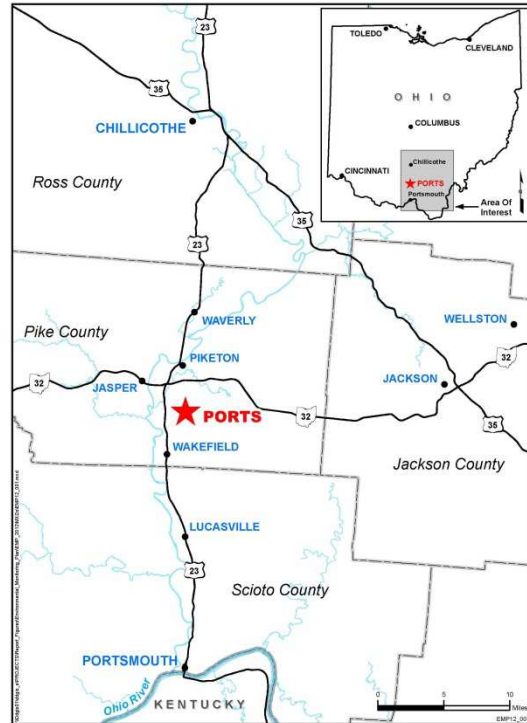 23
TOLEDO
CLEVELAND
OHIO
COLUMBUS
Chillicothe
CINCINNATI
PORTS
Portsmouth
Area Of
Interest
35
CHILLICOTHE
Ross County
35
23
WAVERLY
WELLSTON
Pike County
PIKETON
32
JASPER
JACKSON
32
32
PORTS
35
WAKEFIELD
Jackson County
LUCASVILLE
23
Scioto County
PORTSMOUTH
Ohio River
KENTUCKY
0 5 10
Miles